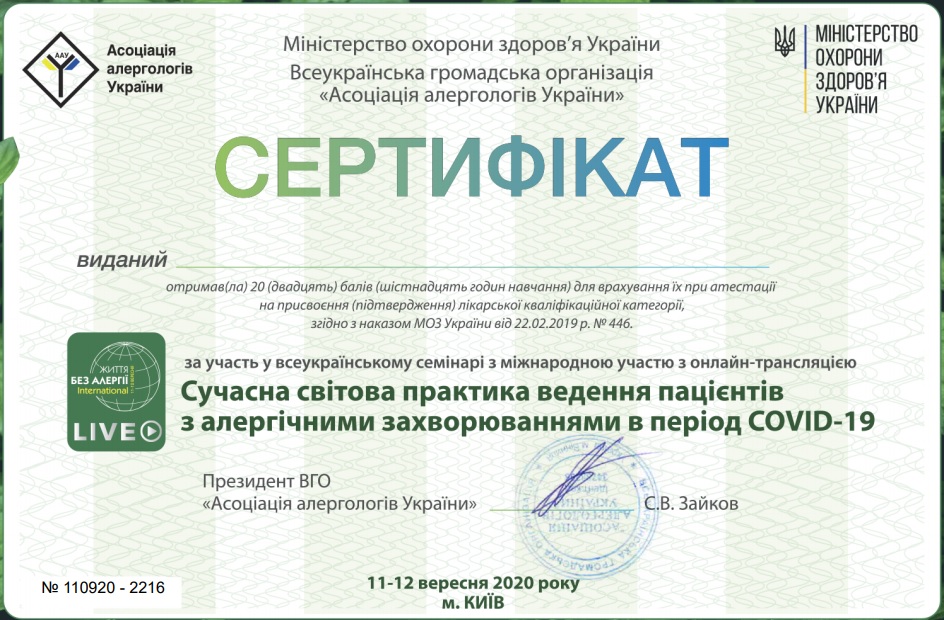 ААУ
Асоціація
алергологів
України
Міністерство охорони здоров’я України
Всеукраїнська громадська організація
«Асоціація алергологів України»
МІНІСТЕРСТВО
ОХОРОНИ
ЗДОРОВ’Я
УКРАЇНИ
СЕРТИФІКАТ
виданий
отримав(ла) 20 (двадцять) балів (шістнадцять годин навчання) для врахування їх при атестації
на присвоєння (підтвердження) лікарської кваліфікаційної категорії,
згідно з наказом МОЗ України від 22.02.2019 р. № 446.
ЖИТТЯ
БЕЗ АЛЕРГІЇ
International
LIVE
за участь у всеукраїнському семінарі з міжнародною участю з онлайн-трансляцією
Сучасна світова практика ведення пацієнтів
з алергічними захворюваннями в період COVID-19
Президент ВГО
«Асоціація алергологів України»
С.В. Зайков
№ 110920 - 2216
11-12 вересня 2020 року
м. КИЇВ